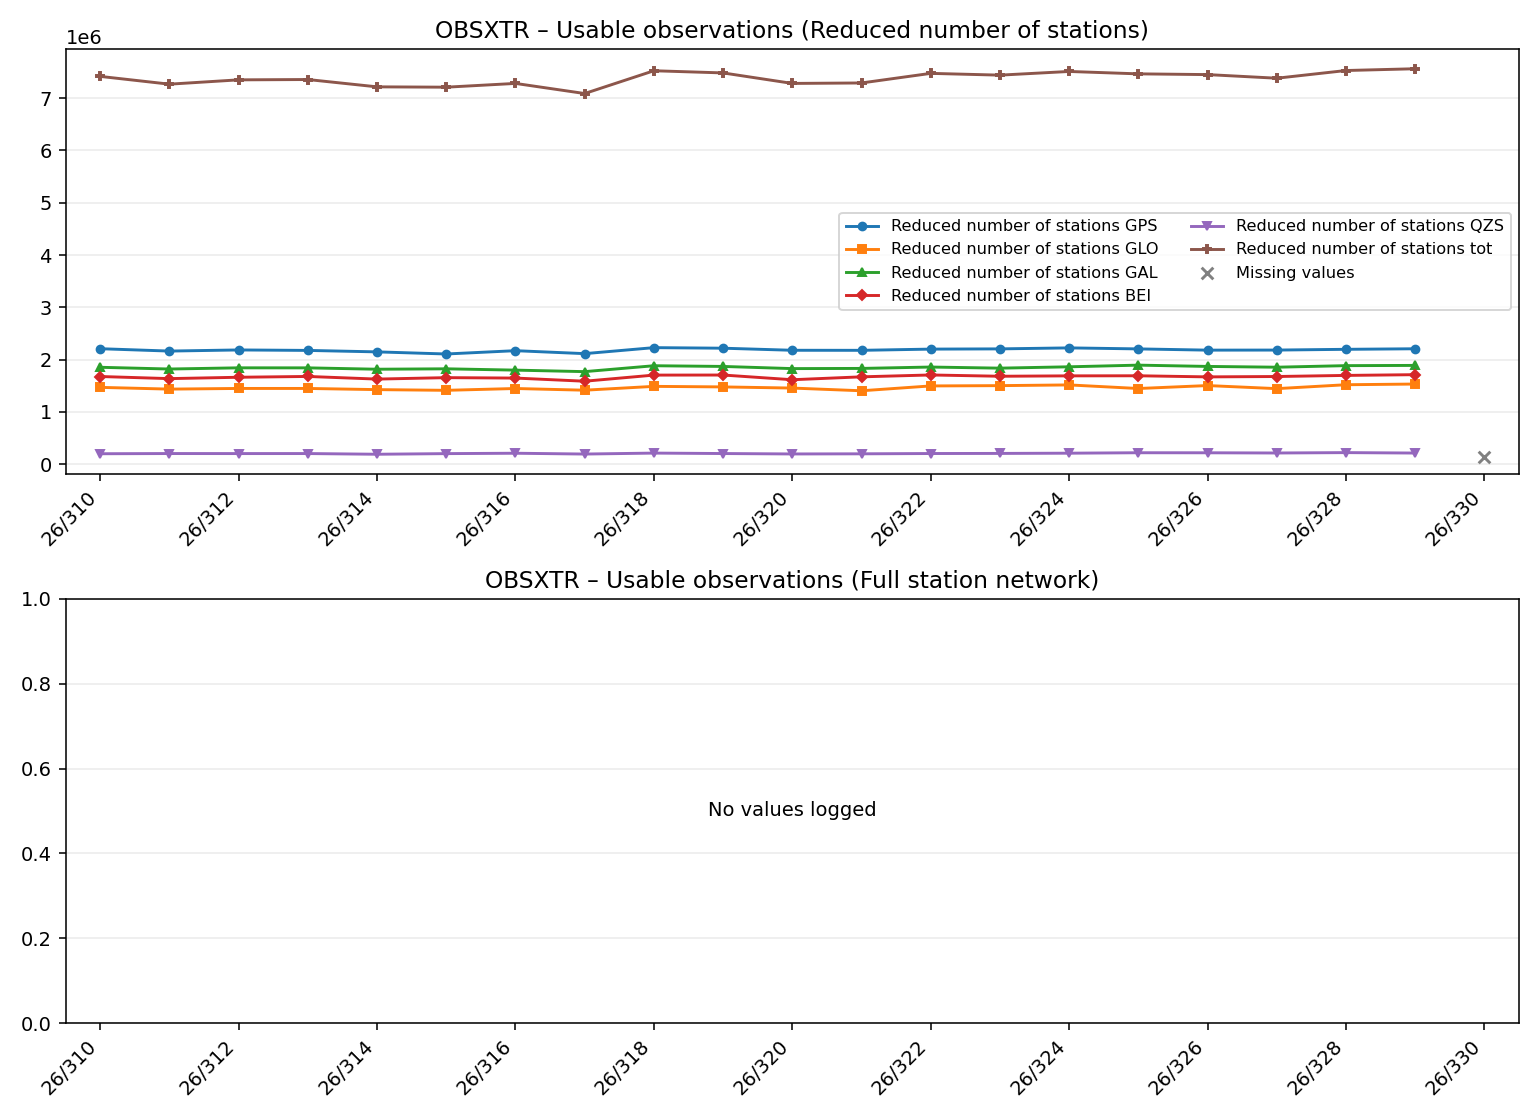 OBSXTR – Usable observations (Reduced number of stations)
1e6
7
6
5
4
3
2
1
0
Reduced number of stations GPS
Reduced number of stations GLO
Reduced number of stations GAL
Reduced number of stations BEI
Reduced number of stations QZS
Reduced number of stations tot
Missing values
26/310 26/312 26/314 26/316 26/318 26/320 26/322 26/324 26/326 26/328 26/330
OBSXTR – Usable observations (Full station network)
1.0
0.8
0.6
No values logged
0.4
0.2
0.0
26/310 26/312 26/314 26/316 26/318 26/320 26/322 26/324 26/326 26/328 26/330